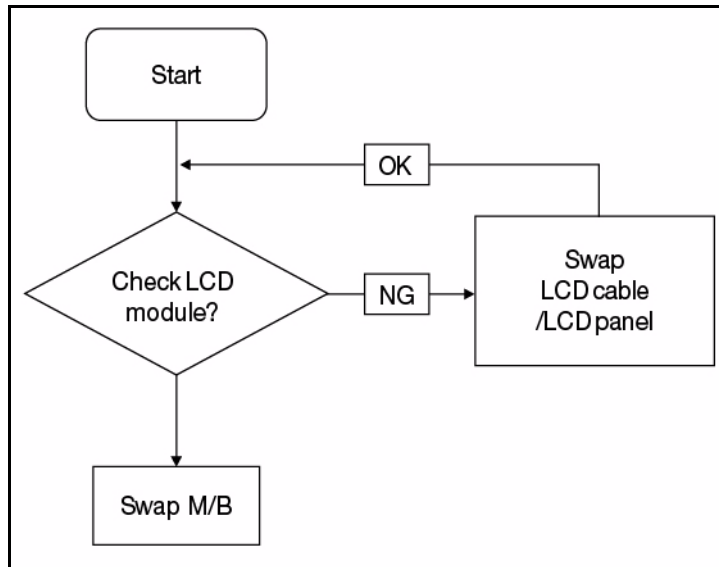 Start
OK
Check LCD
module?
NG
Swap
LCD cable
/LCD panel
Swap M/B